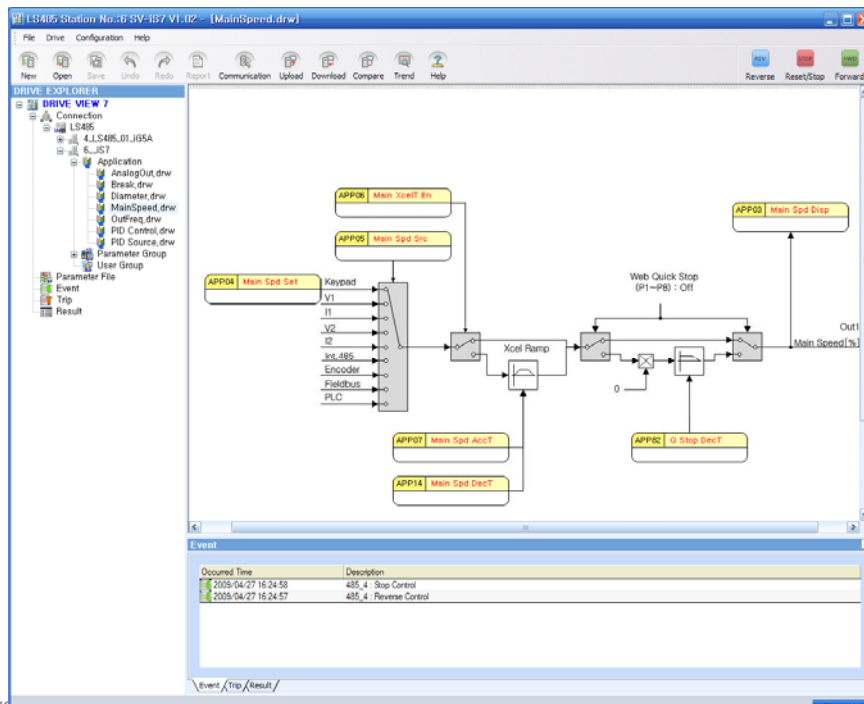 LS485 Station No.:6 SV-iS7 V1.02 - [MainSpeed.drw]
File Drive Configuration Help
New Open Save Undo Redo Report Communication Upload Download Compare Trend Help
REV STOP FWD
Reverse Reset/Stop Forward
DRIVE EXPLORER
DRIVE VIEW 7
Connection
LS485
4_LS485_01_iG5A
6__iS7
Application
AnalogOut.drw
Break.drw
Diameter.drw
MainSpeed.drw
OutFreq.drw
PID Control.drw
PID Source.drw
Parameter Group
User Group
Parameter File
Event
Trip
Result
APP06 Main XcelT En
APP03 Main Spd Disp
APP05 Main Spd Src
APP04 Main Spd Set
Keypad
V1
I1
V2
I2
Int.485
Encoder
Fieldbus
PLC
Xcel Ramp
Web Quick Stop
(P1~P8) : Off
Out1
Main Speed[%]
0
APP07 Main Spd AccT
APP82 Q Stop DecT
APP14 Main Spd DecT
Event
Occurred Time Description
2009/04/27 16:24:58 485_4 : Stop Control
2009/04/27 16:24:57 485_4 : Reverse Control
Event Trip Result